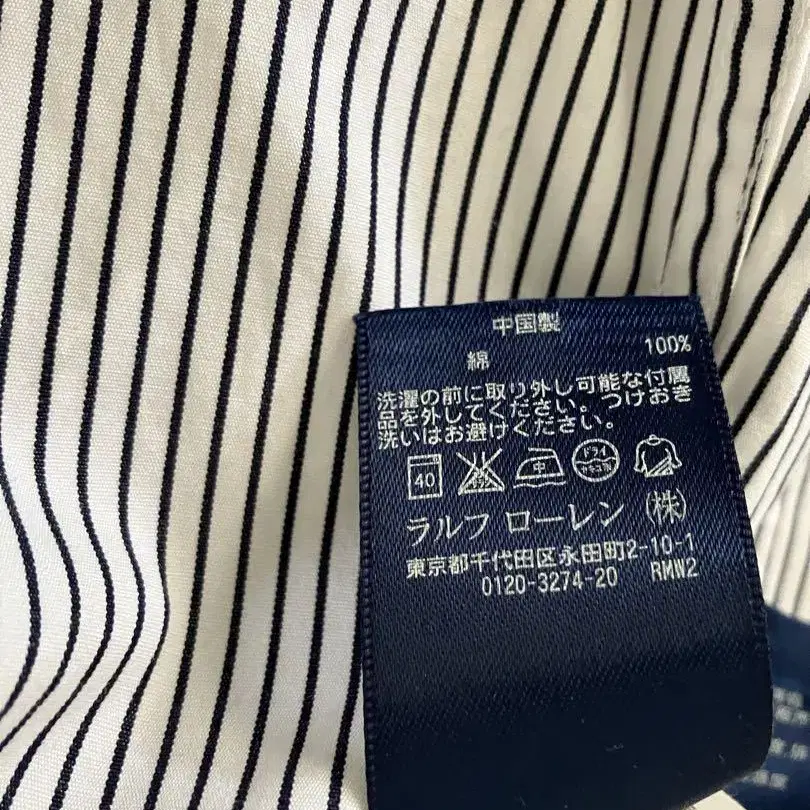 中国製
綿 100%
洗濯の前に取り外し可能な付属
品を外してください。つけおき
洗いはお避けください。
40 中 ドライ
ラルフ ローレン (株)
東京都千代田区永田町2-10-1
0120-3274-20 RMN2